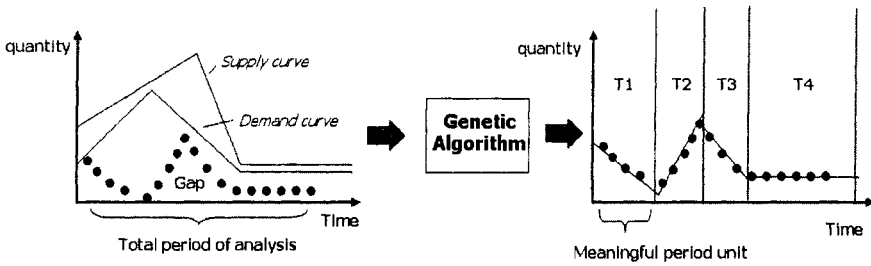 quantity
Supply curve
Demand curve
Gap
Time
Total period of analysis
Genetic
Algorithm
quantity
T1 T2 T3 T4
Time
Meaningful period unit